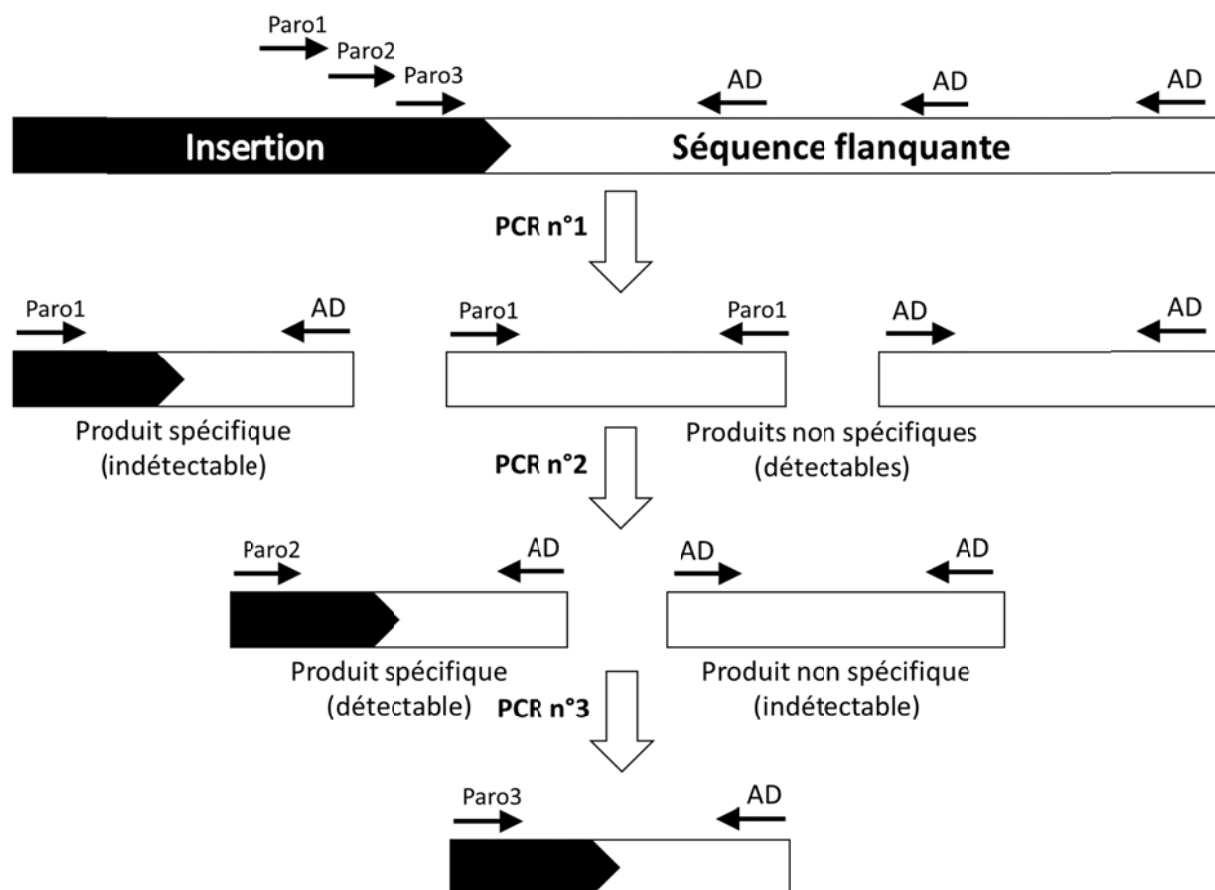 Paro1
Paro2
Paro3
AD
AD
AD
Insertion
Séquence flanquante
PCR n°1
Paro1
AD
Paro1
Paro1
AD
AD
Produit spécifique
(indétectable)
Produits non spécifiques
(détectables)
PCR n°2
Paro2
AD
AD
AD
Produit spécifique
(détectable)
Produit non spécifique
(indétectable)
PCR n°3
Paro3
AD